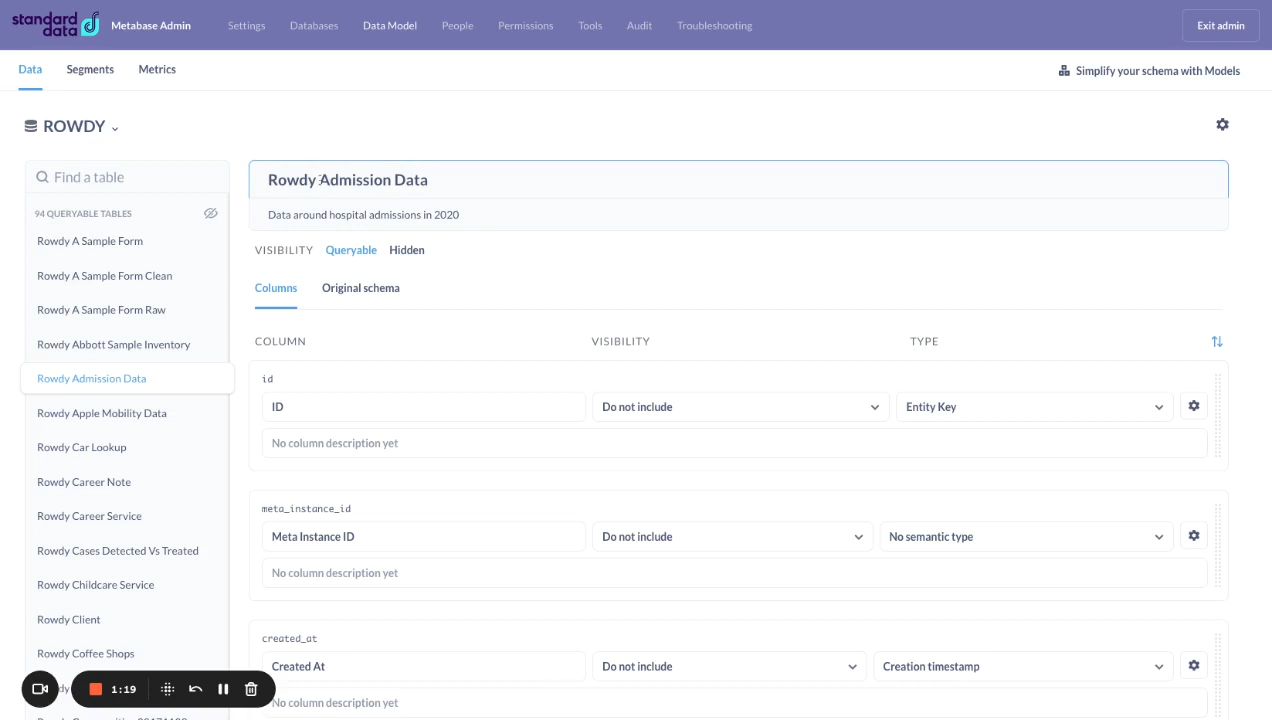 standard data Metabase Admin Settings Databases Data Model People Permissions Tools Audit Troubleshooting Exit admin
Data Segments Metrics Simplify your schema with Models
ROWDY
Find a table
94 QUERYABLE TABLES
Rowdy A Sample Form
Rowdy A Sample Form Clean
Rowdy A Sample Form Raw
Rowdy Abbott Sample Inventory
Rowdy Admission Data
Rowdy Apple Mobility Data
Rowdy Car Lookup
Rowdy Career Note
Rowdy Career Service
Rowdy Cases Detected Vs Treated
Rowdy Childcare Service
Rowdy Client
Rowdy Coffee Shops
1:19
Rowdy Admission Data
Data around hospital admissions in 2020
VISIBILITY Queryable Hidden
Columns Original schema
COLUMN VISIBILITY TYPE
id
ID Do not include Entity Key
No column description yet
meta_instance_id
Meta Instance ID Do not include No semantic type
No column description yet
created_at
Created At Do not include Creation timestamp
No column description yet